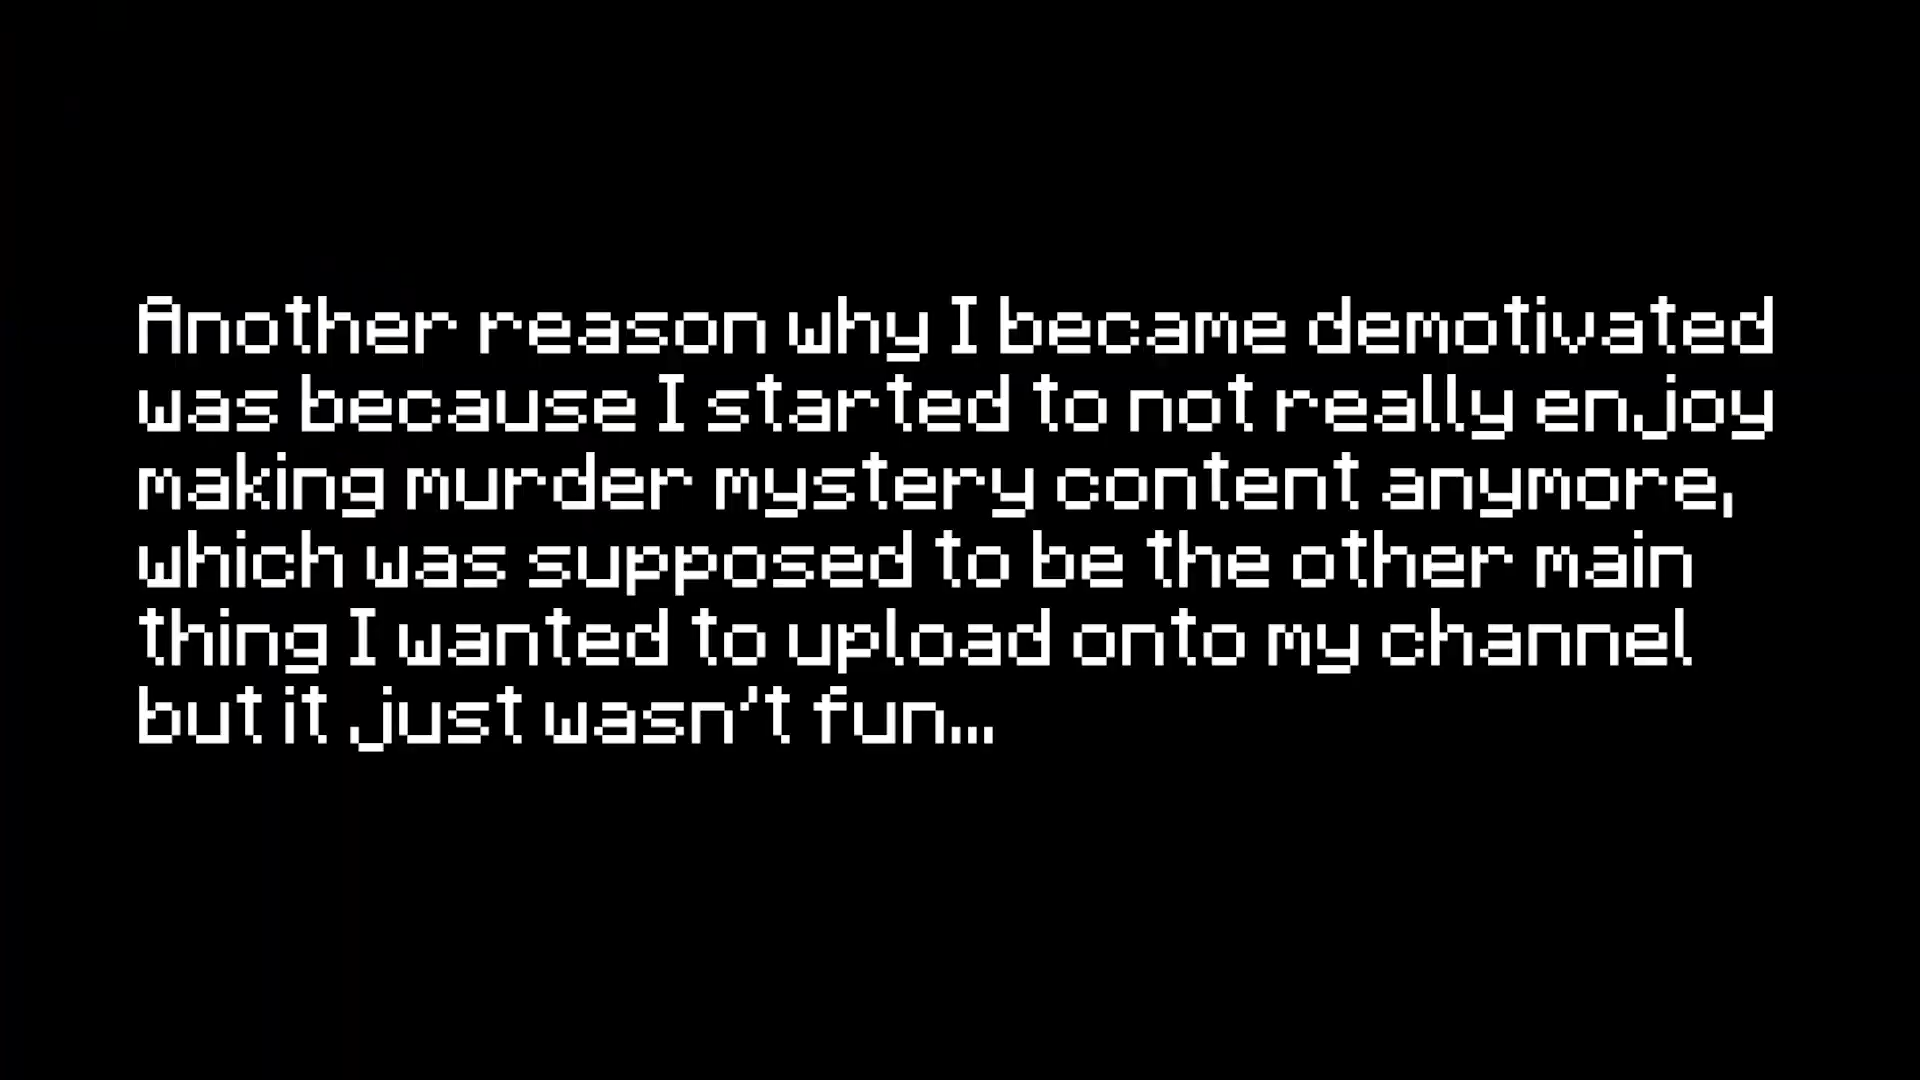 Another reason why I became demotivated
was because I started to not really enjoy
making murder mystery content anymore,
which was supposed to be the other main
thing I wanted to upload onto my channel
but it just wasn't fun...